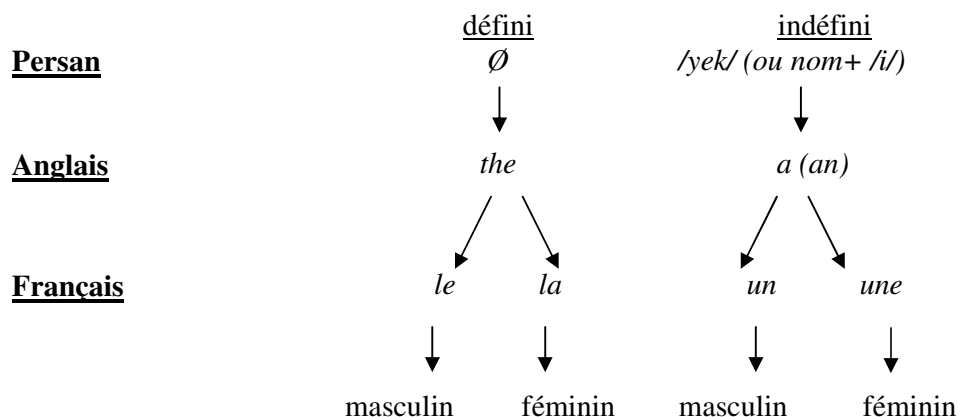 défini indéfini
Persan Ø /yek/ (ou nom+ /i/)
Anglais the a (an)
Français le la un une
masculin féminin masculin féminin